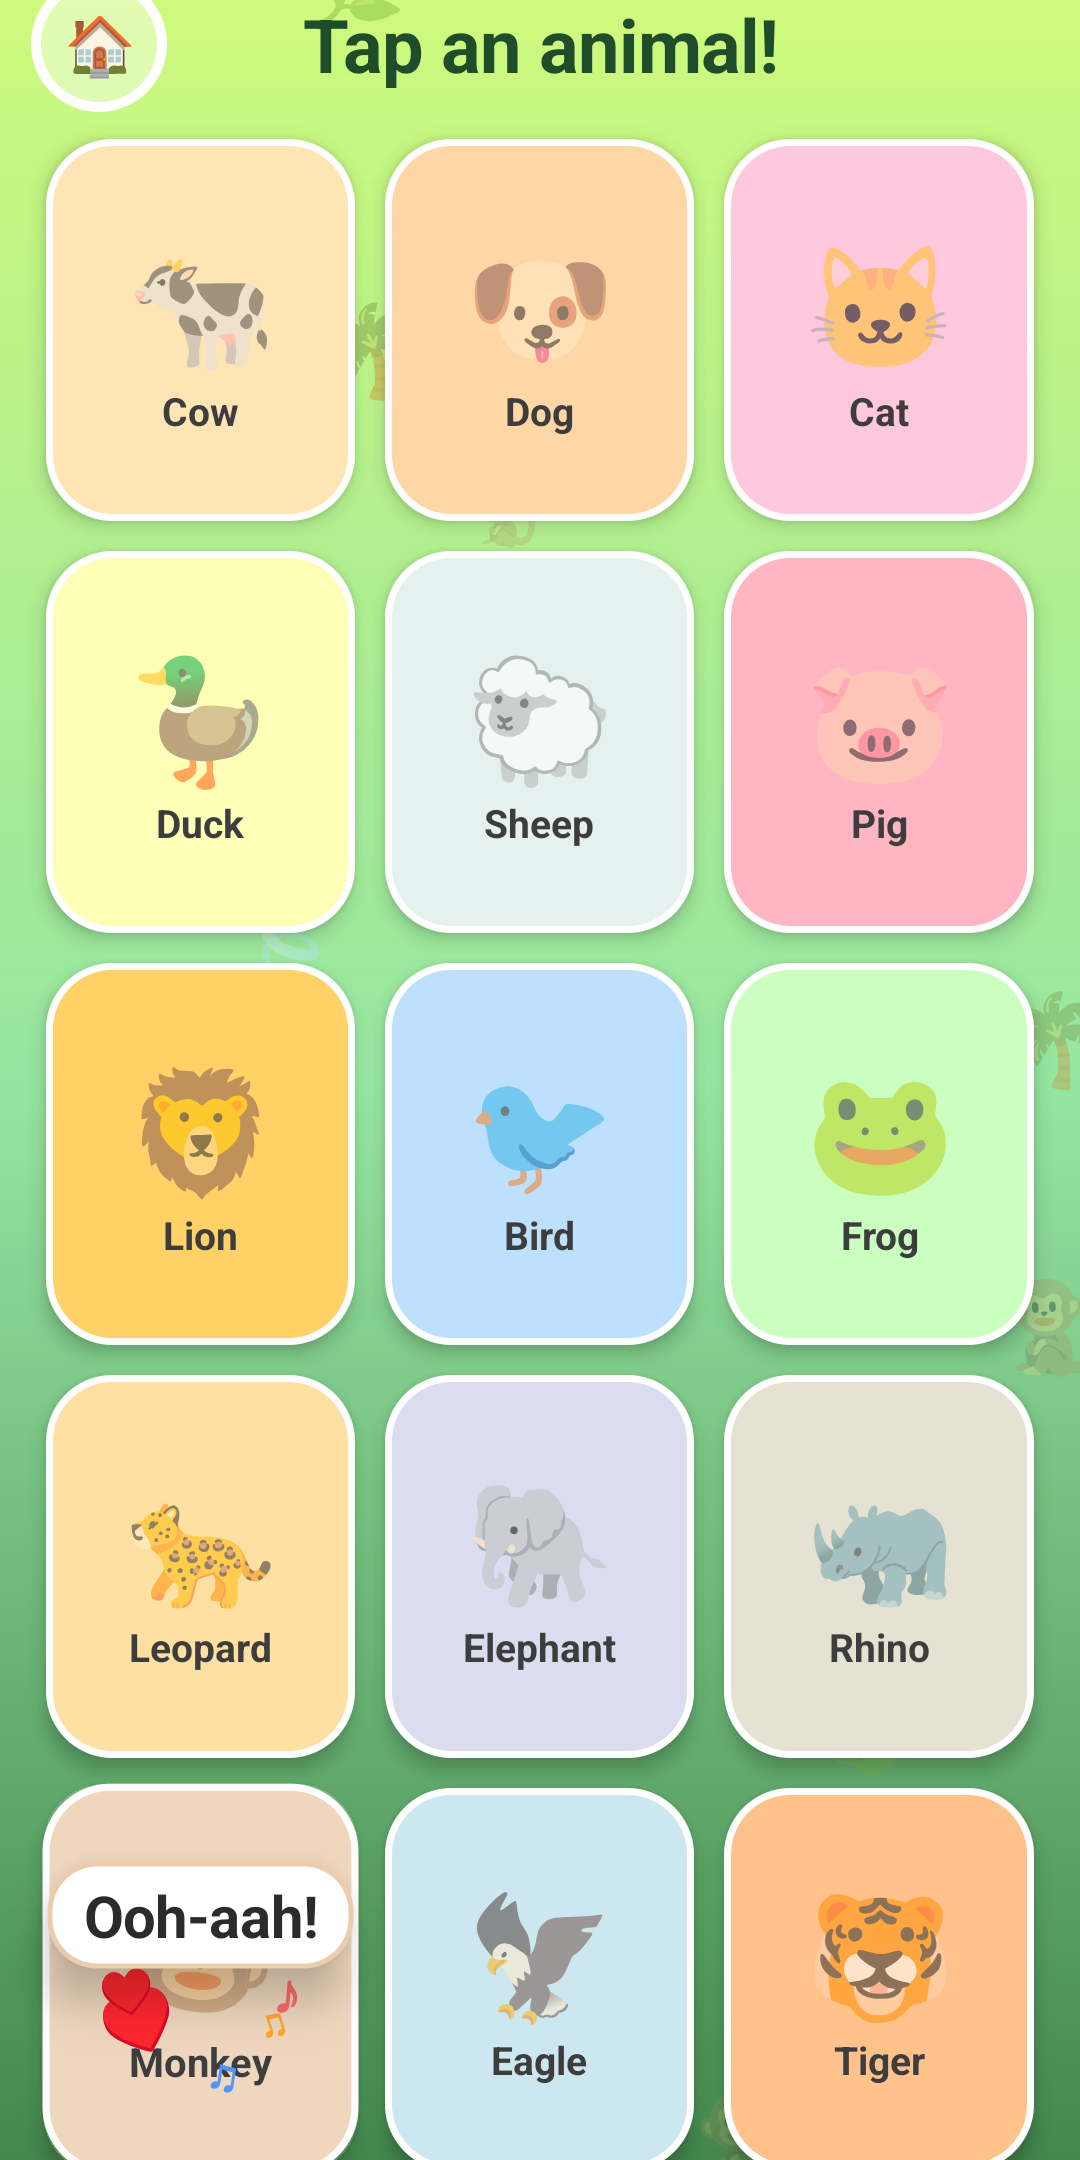 Tap an animal!
Cow
Dog
Cat
Duck
Sheep
Pig
Lion
Bird
Frog
Leopard
Elephant
Rhino
Ooh-aah!
Monkey
Eagle
Tiger